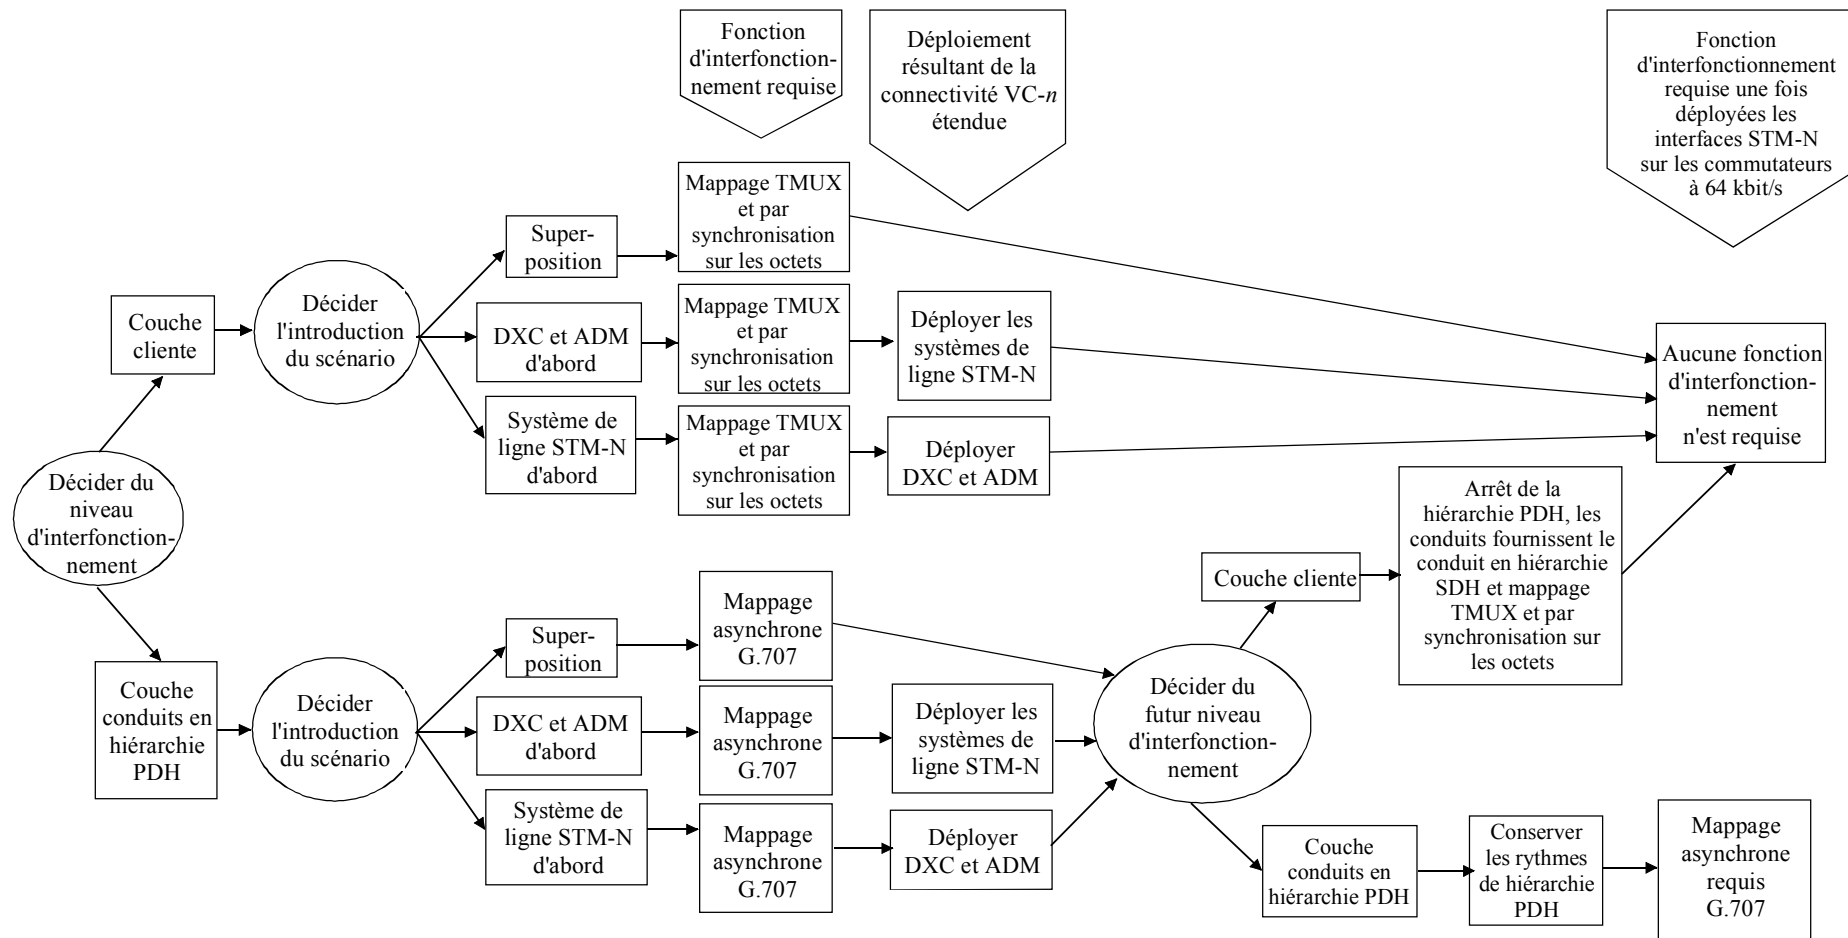 Fonction
d'interfonction-
nement requise
Déploiement
résultant de la
connectivité VC-n
étendue
Fonction
d'interfonctionnement
requise une fois
déployées les
interfaces STM-N
sur les commutateurs
à 64 kbit/s
Couche
cliente
Décider
l'introduction
du scénario
Super-
position
Mappage TMUX
et par
synchronisation
sur les octets
DXC et ADM
d'abord
Mappage TMUX
et par
synchronisation
sur les octets
Déployer les
systèmes de
ligne STM-N
Système de
ligne STM-N
d'abord
Mappage TMUX
et par
synchronisation
sur les octets
Déployer
DXC et ADM
Aucune fonction
d'interfonction-
nement
n'est requise
Décider du
niveau
d'interfonction-
nement
Arrêt de la
hiérarchie PDH, les
conduits fournissent le
conduit en hiérarchie
SDH et mappage
TMUX et par
synchronisation sur
les octets
Couche cliente
Couche
conduits en
hiérarchie
PDH
Décider
l'introduction
du scénario
Super-
position
Mappage
asynchrone
G.707
DXC et ADM
d'abord
Mappage
asynchrone
G.707
Déployer les
systèmes de
ligne STM-N
Système de
ligne STM-N
d'abord
Mappage
asynchrone
G.707
Déployer
DXC et ADM
Décider du
futur niveau
d'interfonction-
nement
Couche
conduits en
hiérarchie PDH
Conserver
les rythmes
de hiérarchie
PDH
Mappage
asynchrone
requis
G.707